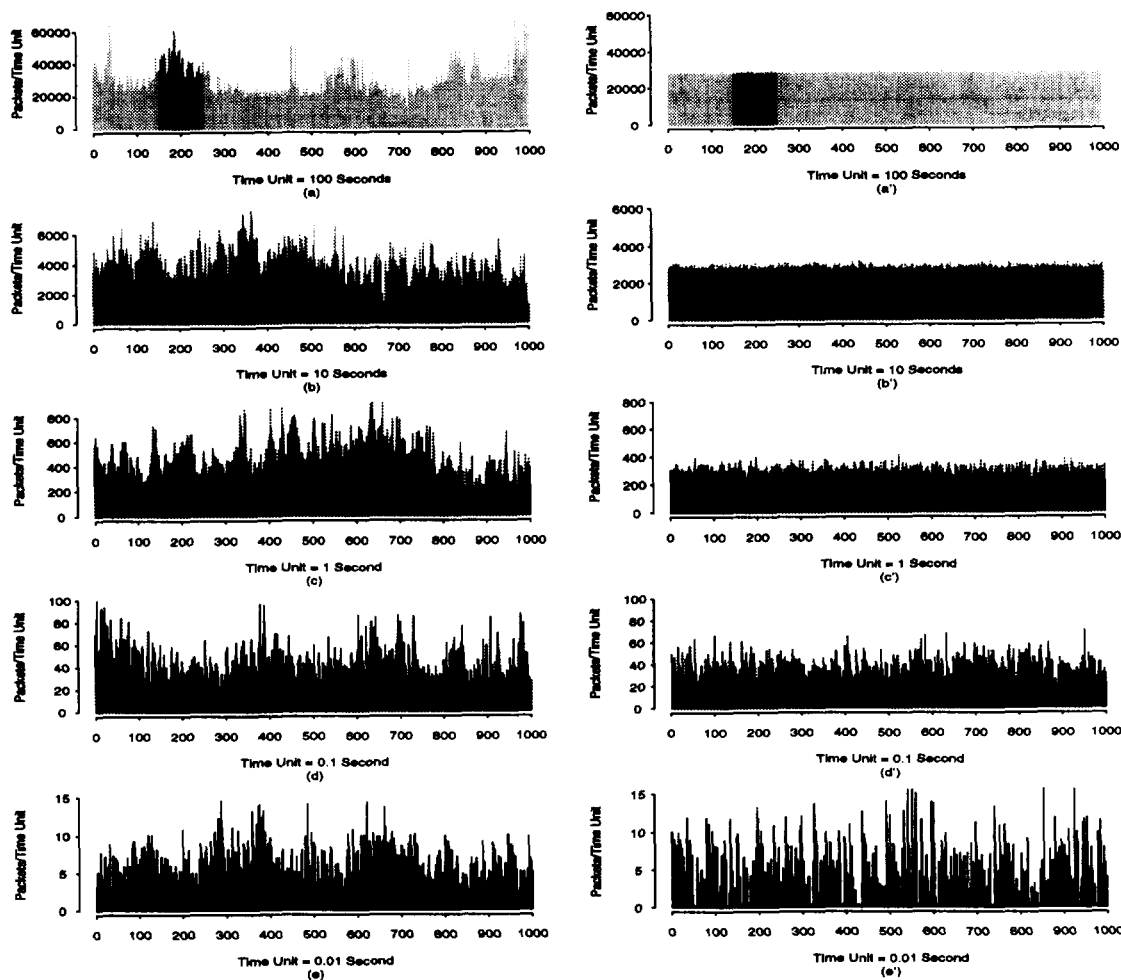 Packets/Time Unit
60000
40000
20000
0
0 100 200 300 400 500 600 700 800 900 1000
Time Unit = 100 Seconds
(a)
Packets/Time Unit
6000
4000
2000
0
0 100 200 300 400 500 600 700 800 900 1000
Time Unit = 10 Seconds
(b)
Packets/Time Unit
800
600
400
200
0
0 100 200 300 400 500 600 700 800 900 1000
Time Unit = 1 Second
(c)
Packets/Time Unit
100
80
60
40
20
0
0 100 200 300 400 500 600 700 800 900 1000
Time Unit = 0.1 Second
(d)
Packets/Time Unit
15
10
5
0
0 100 200 300 400 500 600 700 800 900 1000
Time Unit = 0.01 Second
(e)
Packets/Time Unit
60000
40000
20000
0
0 100 200 300 400 500 600 700 800 900 1000
Time Unit = 100 Seconds
(a')
Packets/Time Unit
6000
4000
2000
0
0 100 200 300 400 500 600 700 800 900 1000
Time Unit = 10 Seconds
(b')
Packets/Time Unit
800
600
400
200
0
0 100 200 300 400 500 600 700 800 900 1000
Time Unit = 1 Second
(c')
Packets/Time Unit
100
80
60
40
20
0
0 100 200 300 400 500 600 700 800 900 1000
Time Unit = 0.1 Second
(d')
Packets/Time Unit
15
10
5
0
0 100 200 300 400 500 600 700 800 900 1000
Time Unit = 0.01 Second
(e')